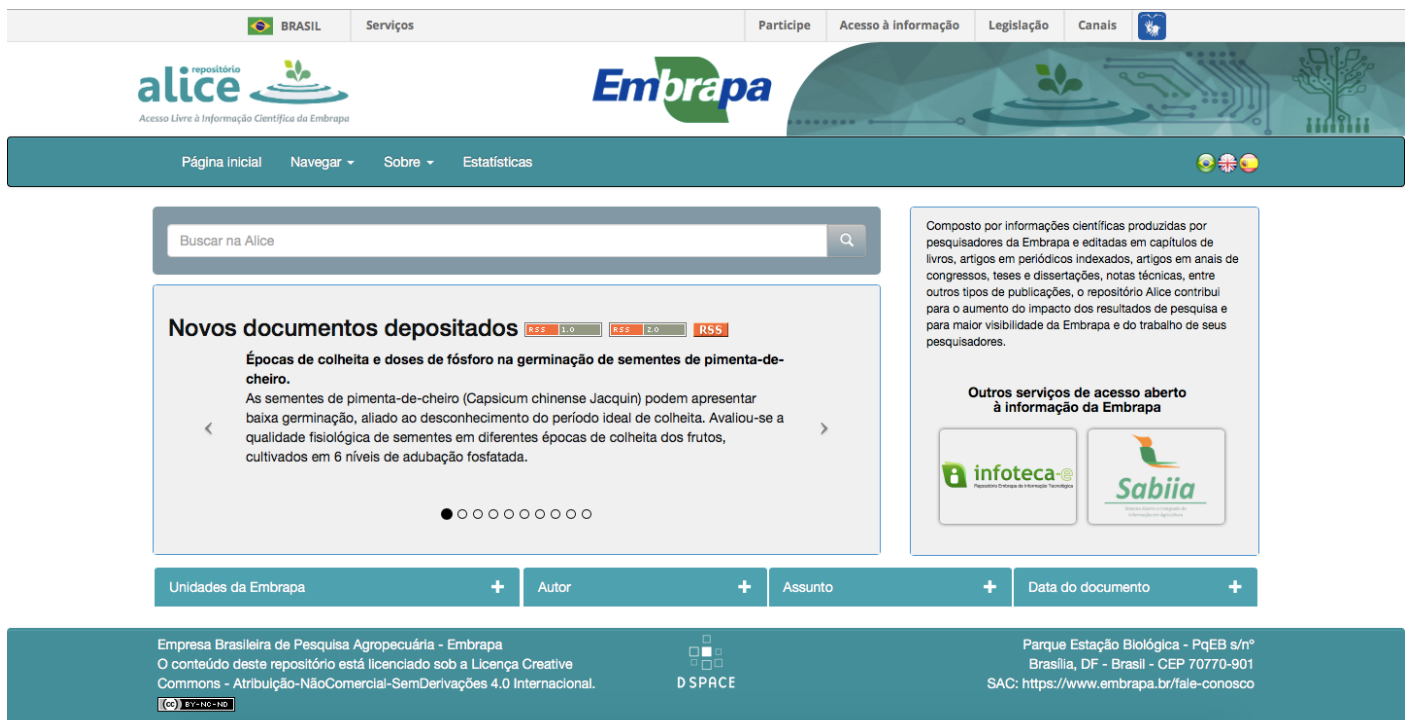 BRASIL
Serviços
Participe
Acesso à informação
Legislação
Canais
repositório
alice
Acesso Livre à Informação Científica da Embrapa
Embrapa
Página inicial
Navegar
Sobre
Estatísticas
Buscar na Alice
Novos documentos depositados
RSS 1.0
RSS 2.0
RSS
Épocas de colheita e doses de fósforo na germinação de sementes de pimenta-de-
cheiro.
As sementes de pimenta-de-cheiro (Capsicum chinense Jacquin) podem apresentar
baixa germinação, aliado ao desconhecimento do período ideal de colheita. Avaliou-se a
qualidade fisiológica de sementes em diferentes épocas de colheita dos frutos,
cultivados em 6 níveis de adubação fosfatada.
Composto por informações científicas produzidas por
pesquisadores da Embrapa e editadas em capítulos de
livros, artigos em periódicos indexados, artigos em anais de
congressos, teses e dissertações, notas técnicas, entre
outros tipos de publicações, o repositório Alice contribui
para o aumento do impacto dos resultados de pesquisa e
para maior visibilidade da Embrapa e do trabalho de seus
pesquisadores.
Outros serviços de acesso aberto
à informação da Embrapa
infoteca-e
Repositório Embrapa de Informação Tecnológica
Sabiia
Unidades da Embrapa
Autor
Assunto
Data do documento
Empresa Brasileira de Pesquisa Agropecuária - Embrapa
O conteúdo deste repositório está licenciado sob a Licença Creative
Commons - Atribuição-NãoComercial-SemDerivações 4.0 Internacional.
(cc) BY-NC-ND
DSPACE
Parque Estação Biológica - PqEB s/nº
Brasília, DF - Brasil - CEP 70770-901
SAC: https://www.embrapa.br/fale-conosco